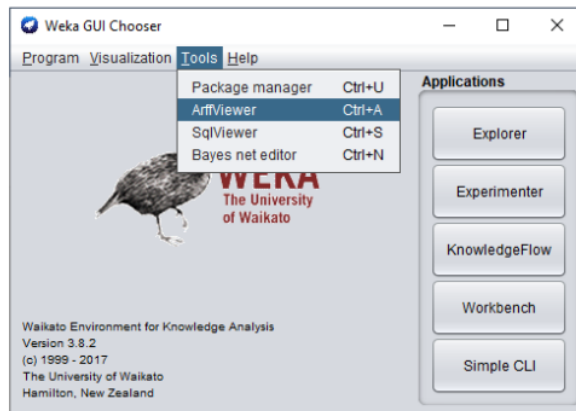 Weka GUI Chooser
Program Visualization Tools Help
Package manager Ctrl+U
ArffViewer Ctrl+A
SqlViewer Ctrl+S
Bayes net editor Ctrl+N
WEKA
The University
of Waikato
Waikato Environment for Knowledge Analysis
Version 3.8.2
(c) 1999 - 2017
The University of Waikato
Hamilton, New Zealand
Applications
Explorer
Experimenter
KnowledgeFlow
Workbench
Simple CLI